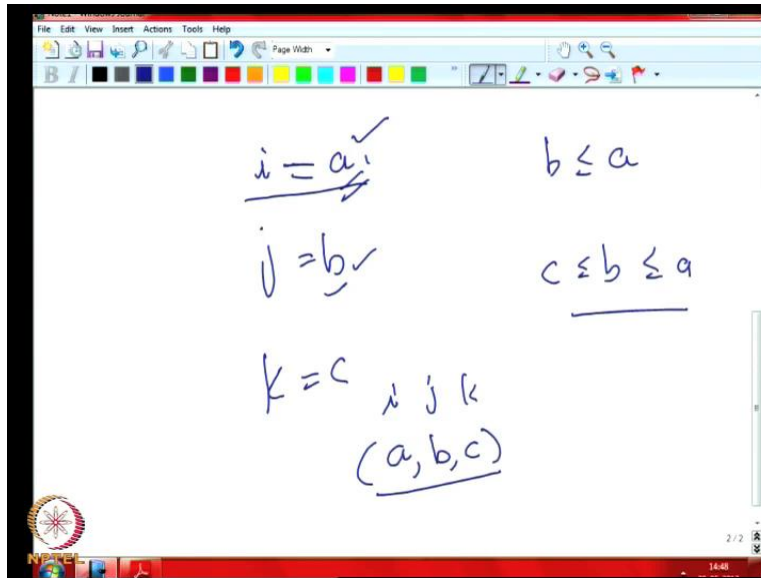 File Edit View Insert Actions Tools Help
Page Width
B I
i = a
b ≤ a
j = b
c ≤ b ≤ a
k = c
i j k
(a, b, c)
2 / 2
NPTEL
14:48